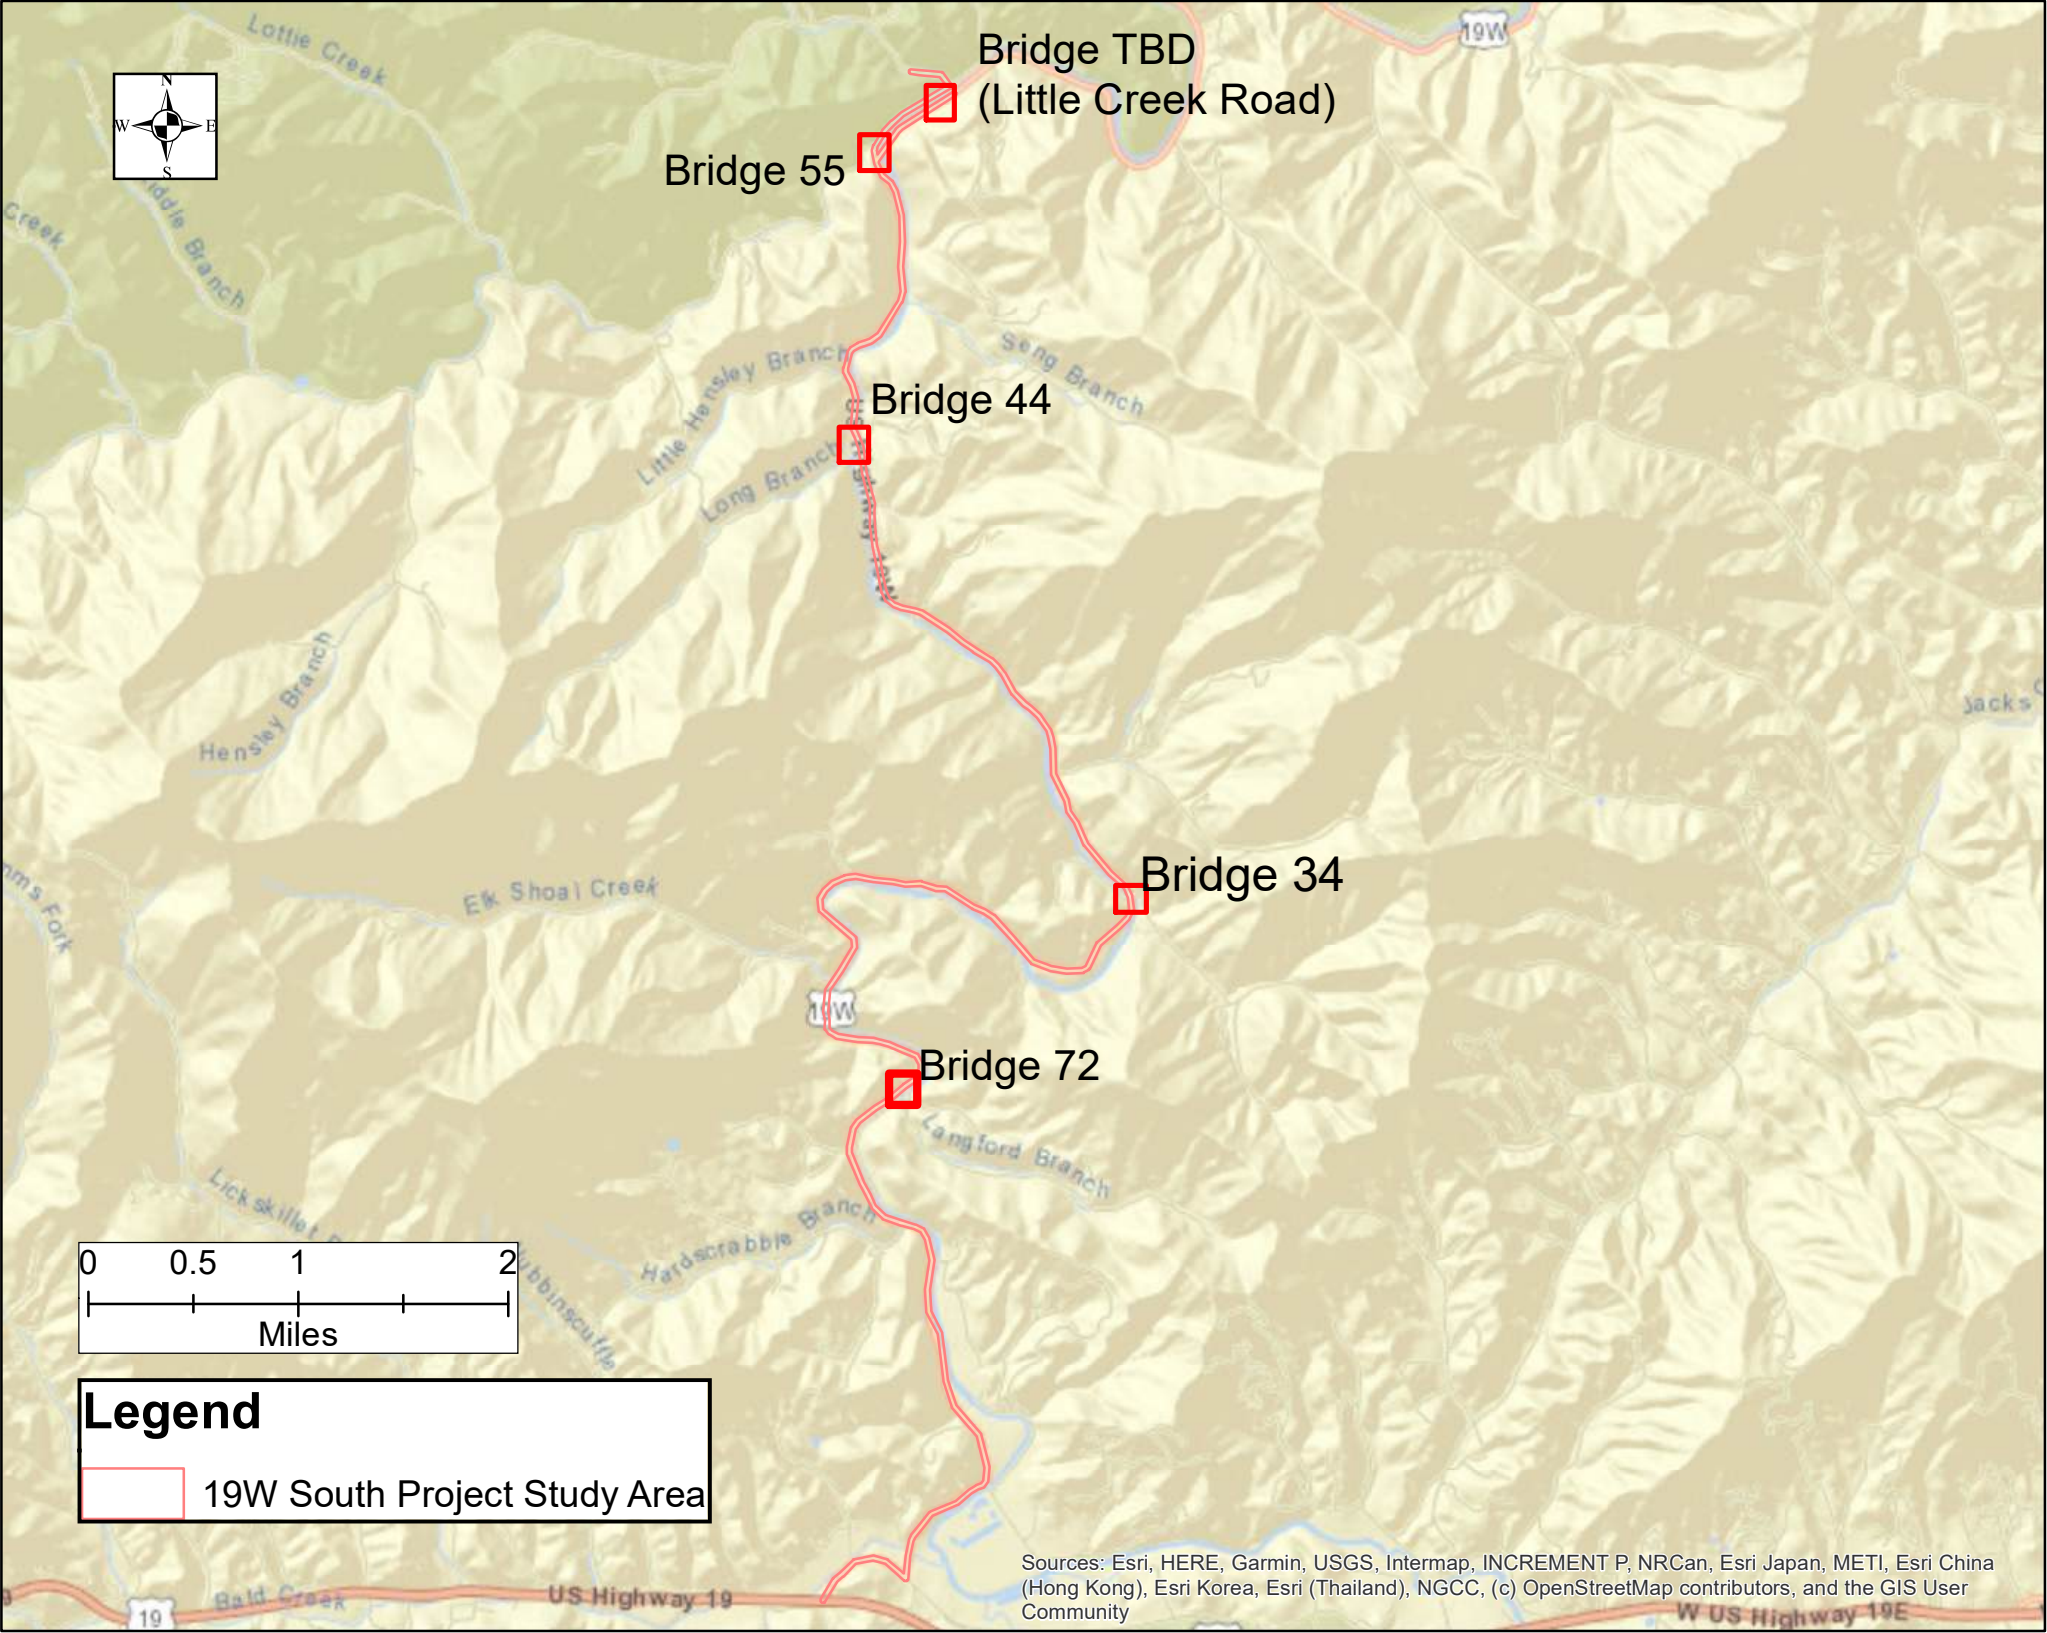 Lottie Creek
19W
Bridge TBD
(Little Creek Road)
N
W E
S
Bridge 55
Creek
Branch
Seng Branch
Little Hensley Branch
Bridge 44
Long Branch
Hensley Branch
Jacks
Bridge 34
Elk Shoal Creek
Fork
19W
Bridge 72
Langford Branch
Lickskillet
Hardscrabble Branch
0 0.5 1 2
Miles
Legend
19W South Project Study Area
Sources: Esri, HERE, Garmin, USGS, Intermap, INCREMENT P, NRCan, Esri Japan, METI, Esri China
(Hong Kong), Esri Korea, Esri (Thailand), NGCC, (c) OpenStreetMap contributors, and the GIS User
Community
Bald Creek
US Highway 19
19
W US Highway 19E